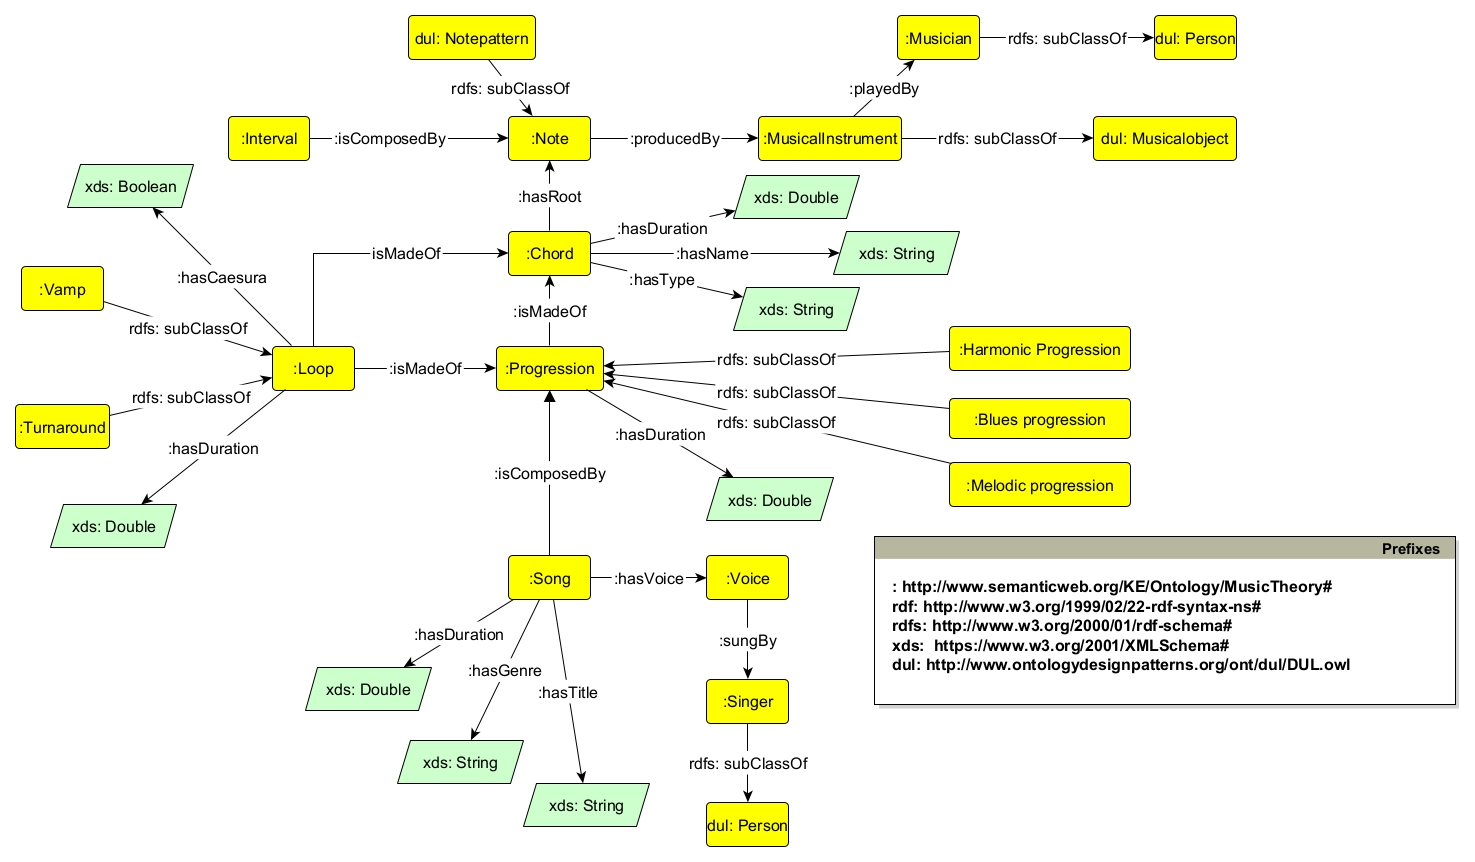 dul: Notepattern
:Musician
rdfs: subClassOf
dul: Person
rdfs: subClassOf
:playedBy
:Interval
:isComposedBy
:Note
:producedBy
:MusicalInstrument
rdfs: subClassOf
dul: Musicalobject
xds: Boolean
:hasRoot
xds: Double
:hasDuration
isMadeOf
:Chord
:hasName
xds: String
:hasCaesura
:hasType
:Vamp
:isMadeOf
xds: String
rdfs: subClassOf
:Loop
:isMadeOf
:Progression
rdfs: subClassOf
:Harmonic Progression
rdfs: subClassOf
rdfs: subClassOf
:Blues progression
:Turnaround
rdfs: subClassOf
:hasDuration
:hasDuration
:isComposedBy
:Melodic progression
xds: Double
xds: Double
Prefixes
: http://www.semanticweb.org/KE/Ontology/MusicTheory#
rdf: http://www.w3.org/1999/02/22-rdf-syntax-ns#
rdfs: http://www.w3.org/2000/01/rdf-schema#
xds:  https://www.w3.org/2001/XMLSchema#
dul: http://www.ontologydesignpatterns.org/ont/dul/DUL.owl
:Song
:hasVoice
:Voice
:hasDuration
:sungBy
:hasGenre
xds: Double
:hasTitle
:Singer
xds: String
rdfs: subClassOf
xds: String
dul: Person